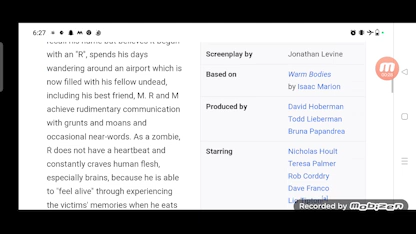 6:27
recall his name, but believes it began
with an "R", spends his days
wandering around an airport which is
now filled with his fellow undead,
including his best friend, M. R and M
achieve rudimentary communication
with grunts and moans and
occasional near-words. As a zombie,
R does not have a heartbeat and
constantly craves human flesh,
especially brains, because he is able
to "feel alive" through experiencing
the victims' memories when he eats
Screenplay by Jonathan Levine
Based on Warm Bodies
by Isaac Marion
Produced by David Hoberman
Todd Lieberman
Bruna Papandrea
Starring Nicholas Hoult
Teresa Palmer
Rob Corddry
Dave Franco
Recorded by Mobizen